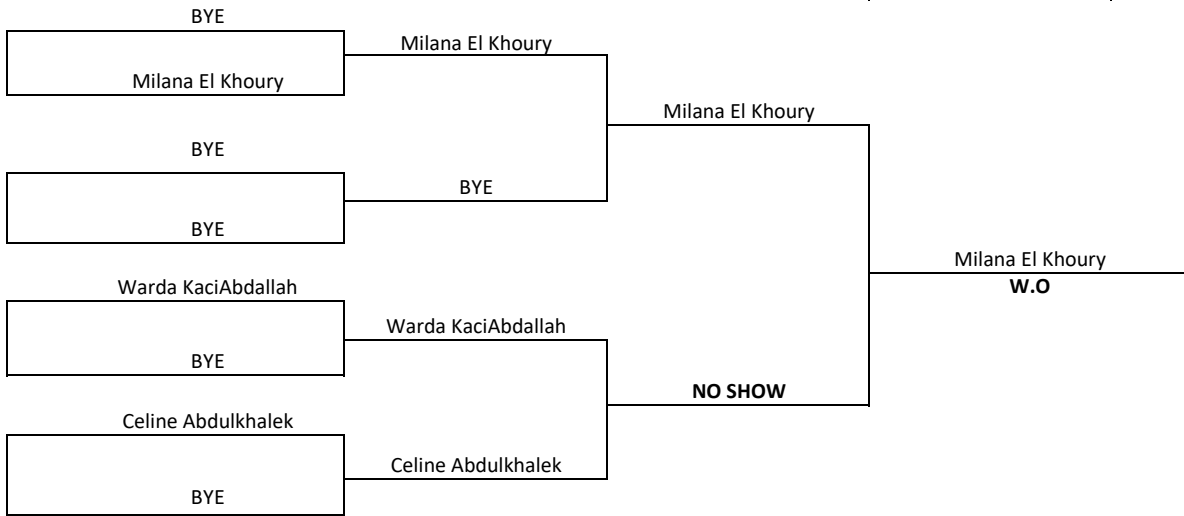 BYE
Milana El Khoury
Milana El Khoury
Milana El Khoury
BYE
BYE
BYE
Milana El Khoury
W.O
Warda KaciAbdallah
Warda KaciAbdallah
BYE
NO SHOW
Celine Abdulkhalek
Celine Abdulkhalek
BYE